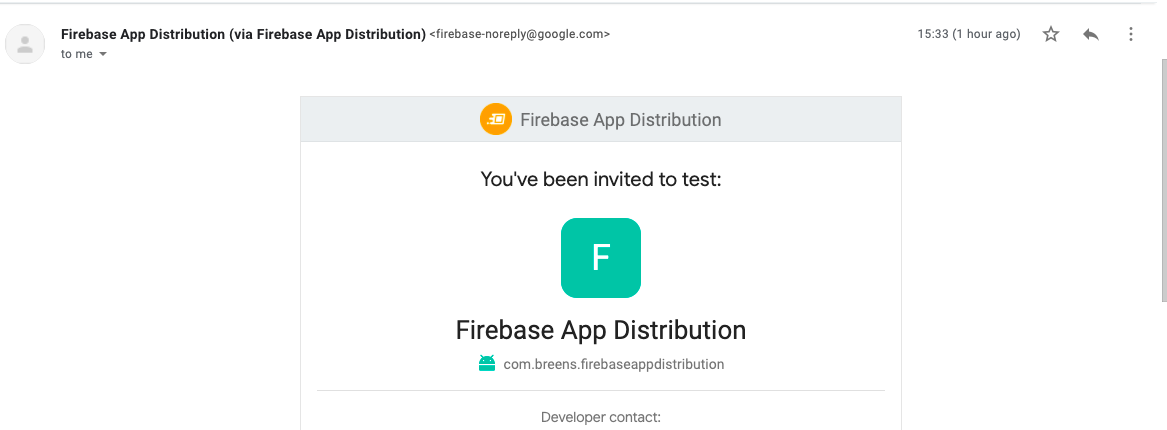 Firebase App Distribution (via Firebase App Distribution) <firebase-noreply@google.com>
15:33 (1 hour ago)
to me
Firebase App Distribution
You've been invited to test:
F
Firebase App Distribution
com.breens.firebaseappdistribution
Developer contact: